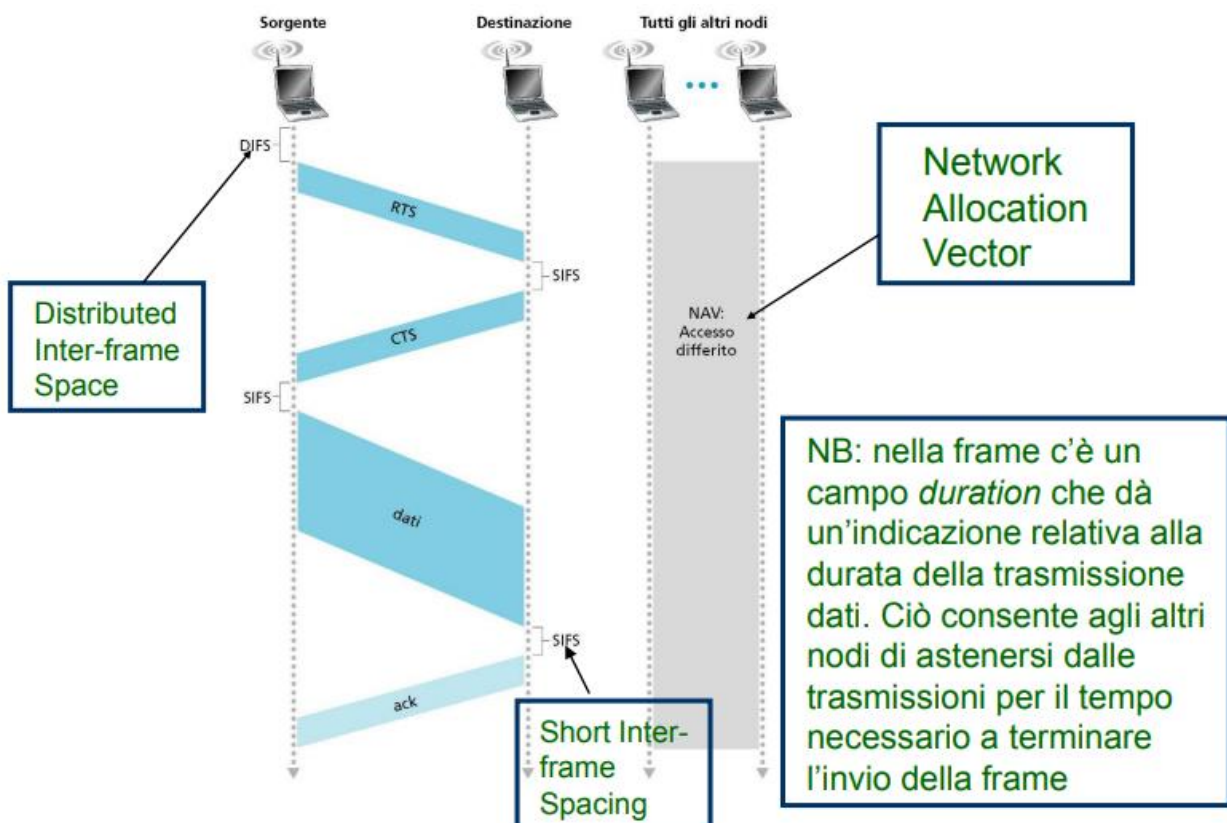 Sorgente
Destinazione
Tutti gli altri nodi
DIFS
RTS
SIFS
CTS
SIFS
dati
SIFS
ack
NAV:
Accesso
differito
Distributed
Inter-frame
Space
Network
Allocation
Vector
Short Inter-
frame
Spacing
NB: nella frame c'è un
campo duration che dà
un'indicazione relativa alla
durata della trasmissione
dati. Ciò consente agli altri
nodi di astenersi dalle
trasmissioni per il tempo
necessario a terminare
l'invio della frame